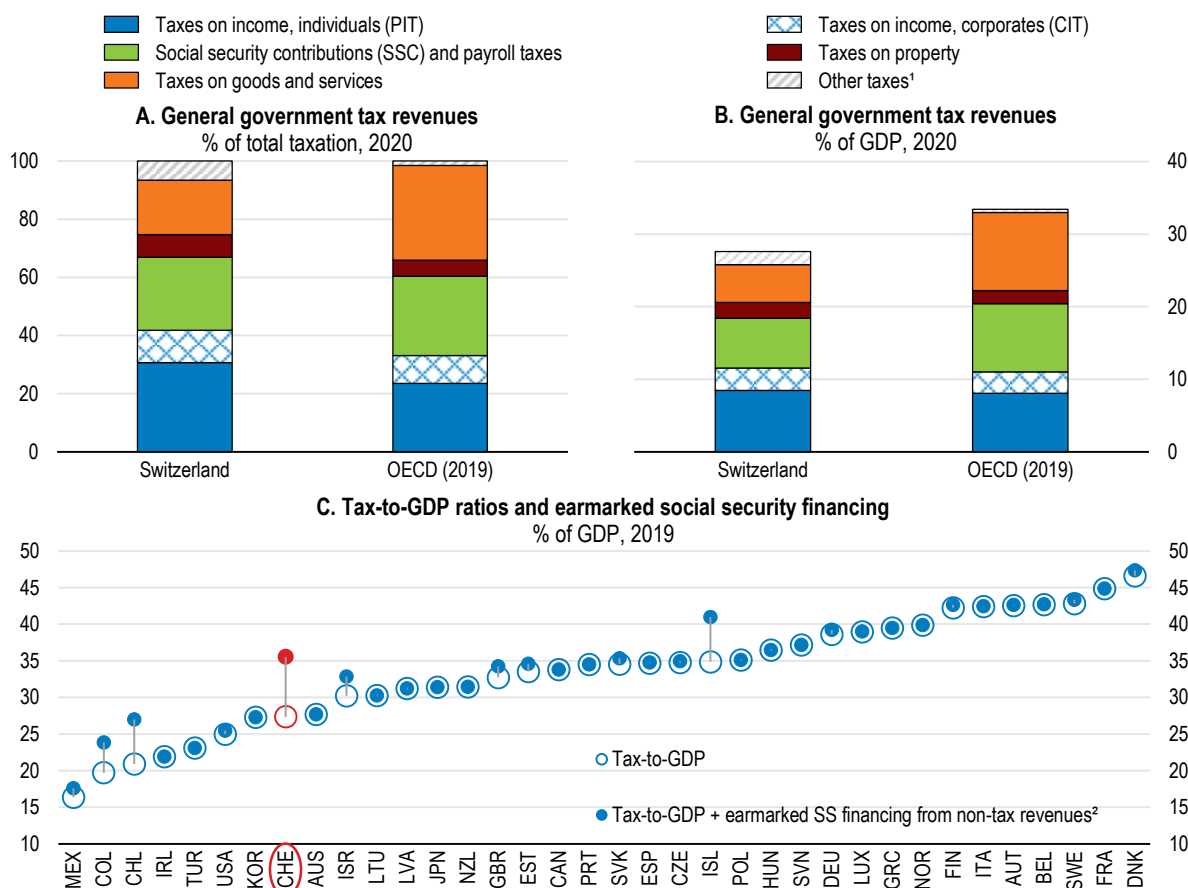 Taxes on income, individuals (PIT)
Taxes on income, corporates (CIT)
Social security contributions (SSC) and payroll taxes
Taxes on property
Taxes on goods and services
Other taxes¹
A. General government tax revenues
% of total taxation, 2020
100
80
60
40
20
0
Switzerland
OECD (2019)
B. General government tax revenues
% of GDP, 2020
40
30
20
10
0
Switzerland
OECD (2019)
C. Tax-to-GDP ratios and earmarked social security financing
% of GDP, 2019
50 50
45 45
40 40
35 35
30 30
25 25
20 20
15 15
10 10
Tax-to-GDP
Tax-to-GDP + earmarked SS financing from non-tax revenues²
MEX COL CHL IRL TUR USA KOR CHE AUS ISR LTU LVA JPN NZL GBR EST CAN PRT SVK ESP CZE ISL POL HUN SVN DEU LUX GRC NOR FIN ITA AUT BEL SWE FRA DNK